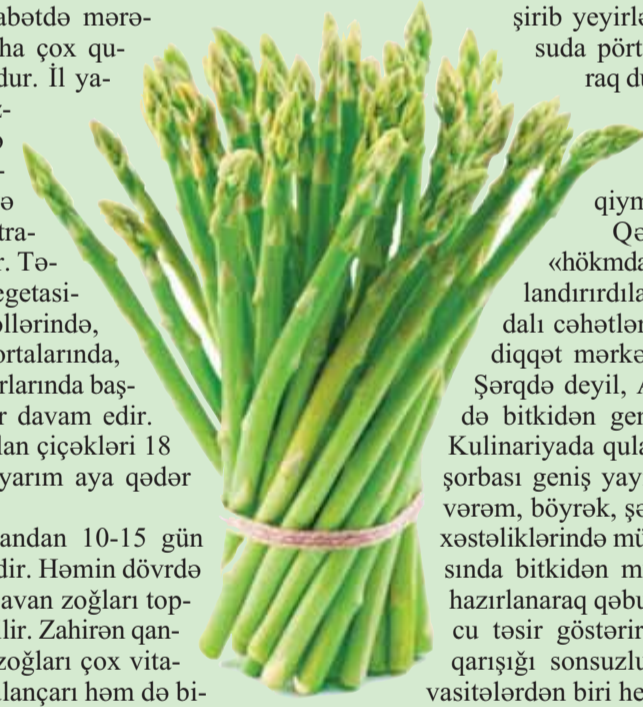 abətdə mərə-
ha çox qu-
dur. İl ya-
z-
ə
-
ə
tra-
r. Tə-
egetasi-
llərində,
ortalarında,
rlarında baş-
r davam edir.
lan çiçəkləri 18
yarım aya qədər
andan 10-15 gün
dir. Həmin dövrdə
avan zoğları top-
lir. Zahirən qan-
zoğları çox vita-
lançarı həm də bi-
şirib yeyirlə
suda pört
raq du
qiym
Qə
«hökmda
landırırdıla
dalı cəhətlər
diqqət mərkə
Şərqdə deyil, A
də bitkidən gen
Kulinariyada qula
şorbası geniş yay
vərəm, böyrək, şə
xəstəliklərində mü
sında bitkidən m
hazırlanaraq qəbu
cu təsir göstərir
qarışığı sonsuzlu
vasitələrdən biri he